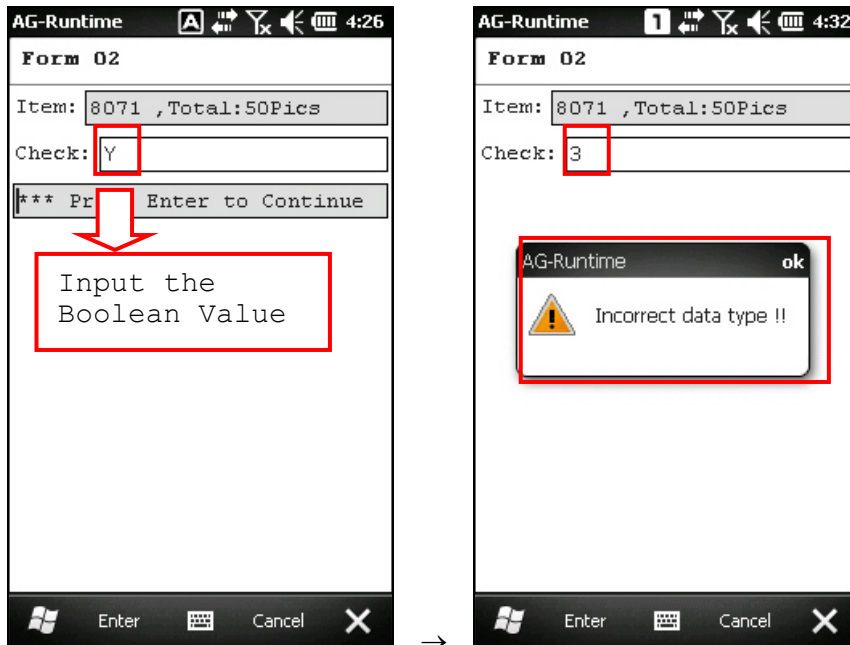 AG-Runtime A 4:26
Form 02
Item: 8071 ,Total:50Pics
Check: Y
*** Pr Enter to Continue
Input the
Boolean Value
Enter Cancel
→
AG-Runtime 1 4:32
Form 02
Item: 8071 ,Total:50Pics
Check: 3
AG-Runtime ok
Incorrect data type !!
Enter Cancel